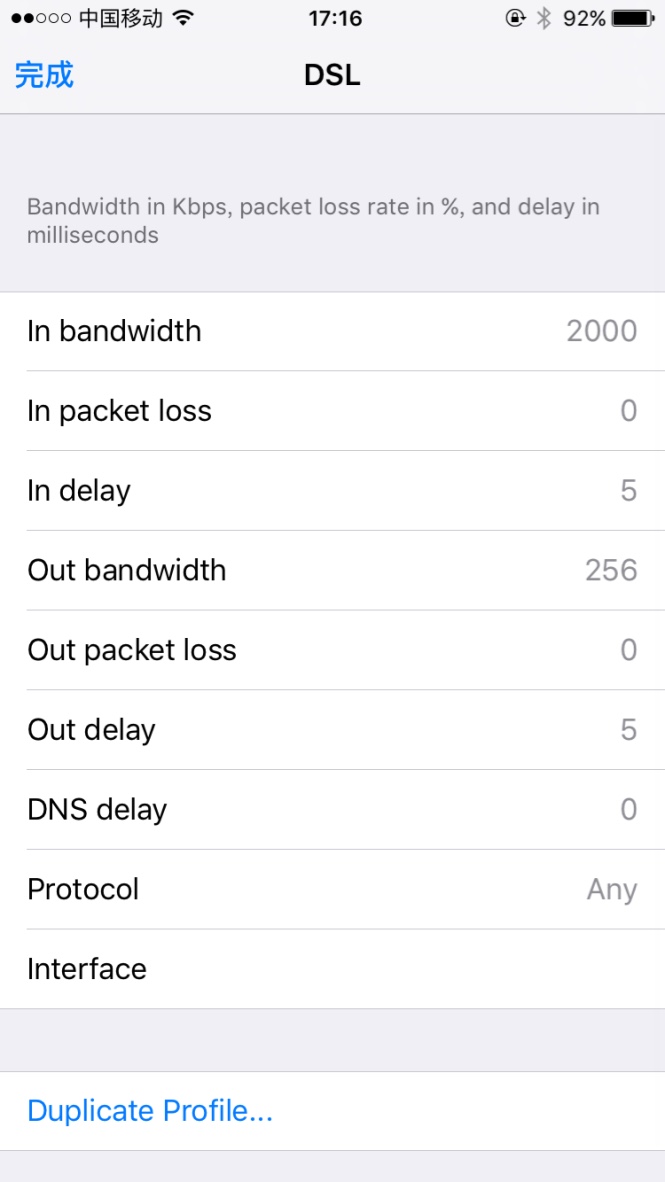 中国移动
17:16
92%
完成
DSL
Bandwidth in Kbps, packet loss rate in %, and delay in
milliseconds
In bandwidth 2000
In packet loss 0
In delay 5
Out bandwidth 256
Out packet loss 0
Out delay 5
DNS delay 0
Protocol Any
Interface
Duplicate Profile...